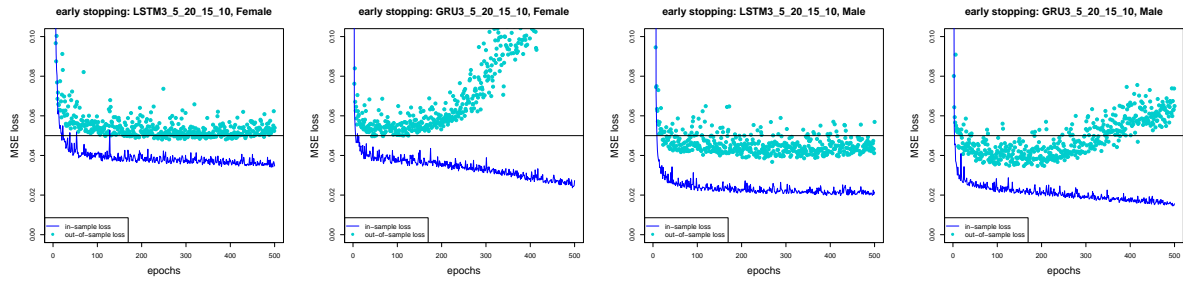 early stopping: LSTM3_5_20_15_10, Female
MSE loss
0.00
0.02
0.04
0.06
0.08
0.10
in-sample loss
out-of-sample loss
0 100 200 300 400 500
epochs
early stopping: GRU3_5_20_15_10, Female
MSE loss
0.00
0.02
0.04
0.06
0.08
0.10
in-sample loss
out-of-sample loss
0 100 200 300 400 500
epochs
early stopping: LSTM3_5_20_15_10, Male
MSE loss
0.00
0.02
0.04
0.06
0.08
0.10
in-sample loss
out-of-sample loss
0 100 200 300 400 500
epochs
early stopping: GRU3_5_20_15_10, Male
MSE loss
0.00
0.02
0.04
0.06
0.08
0.10
in-sample loss
out-of-sample loss
0 100 200 300 400 500
epochs